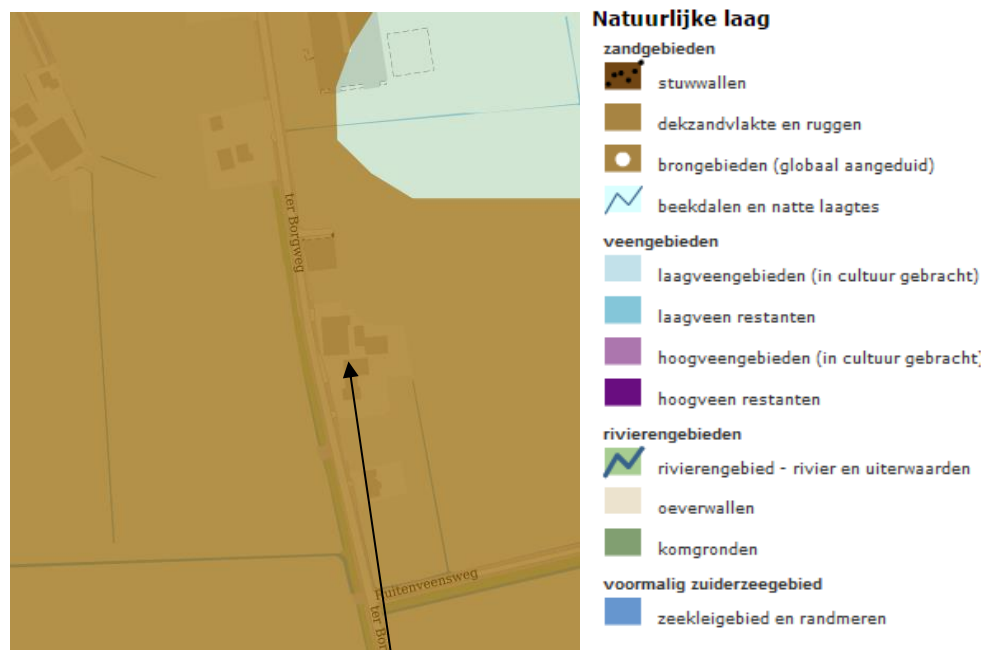 Natuurlijke laag
zandgebieden
stuwwallen
dekzandvlakte en ruggen
brongebieden (globaal aangeduid)
beekdalen en natte laagtes
veengebieden
laagveengebieden (in cultuur gebracht)
laagveen restanten
hoogveengebieden (in cultuur gebracht)
hoogveen restanten
rivierengebieden
rivierengebied - rivier en uiterwaarden
oeverwallen
komgronden
voormalig zuiderzeegebied
zeekleigebied en randmeren
ter Borgweg
Buitenveensweg
ter Bor